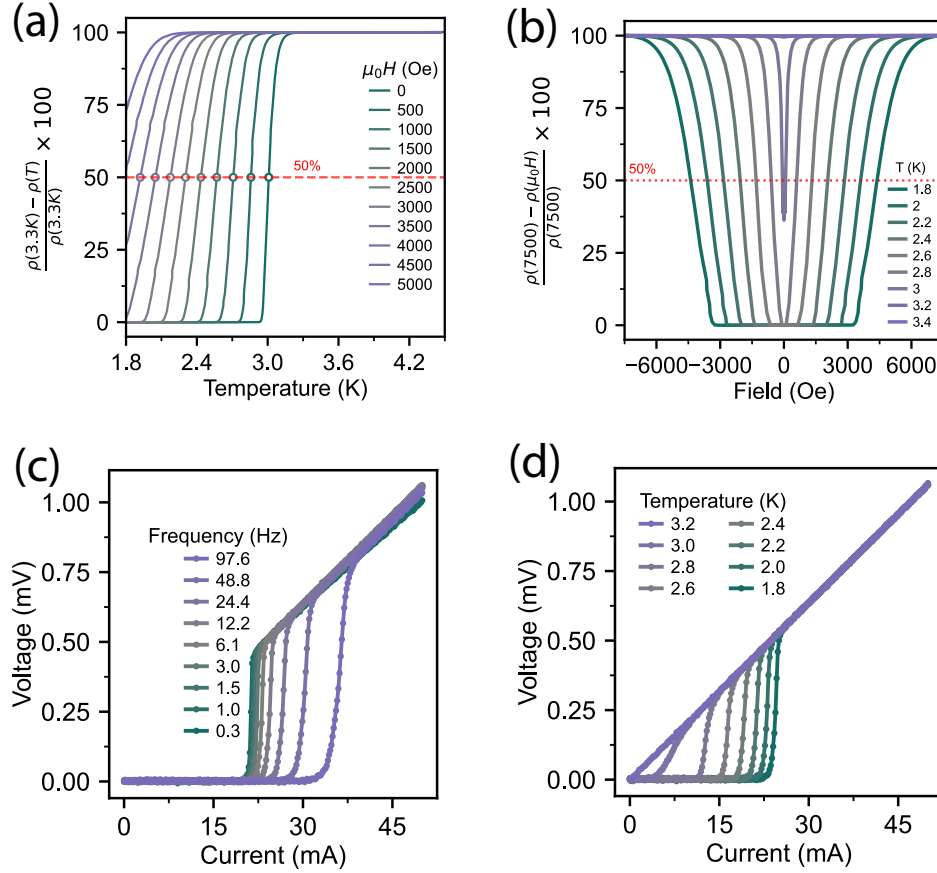 (a)
100
75
50
25
0
ρ(3.3K) − ρ(T)
ρ(3.3K)
× 100
μ₀H (Oe)
0
500
1000
1500
2000
2500
3000
3500
4000
4500
5000
50%
1.8 2.4 3.0 3.6 4.2
Temperature (K)
(b)
100
75
50
25
0
ρ(7500) − ρ(μ₀H)
ρ(7500)
× 100
50%
T (K)
1.8
2
2.2
2.4
2.6
2.8
3
3.2
3.4
−6000 −3000 0 3000 6000
Field (Oe)
(c)
1.00
0.75
0.50
0.25
0.00
Voltage (mV)
Frequency (Hz)
97.6
48.8
24.4
12.2
6.1
3.0
1.5
1.0
0.3
0 15 30 45
Current (mA)
(d)
1.00
0.75
0.50
0.25
0.00
Voltage (mV)
Temperature (K)
3.2 2.4
3.0 2.2
2.8 2.0
2.6 1.8
0 15 30 45
Current (mA)